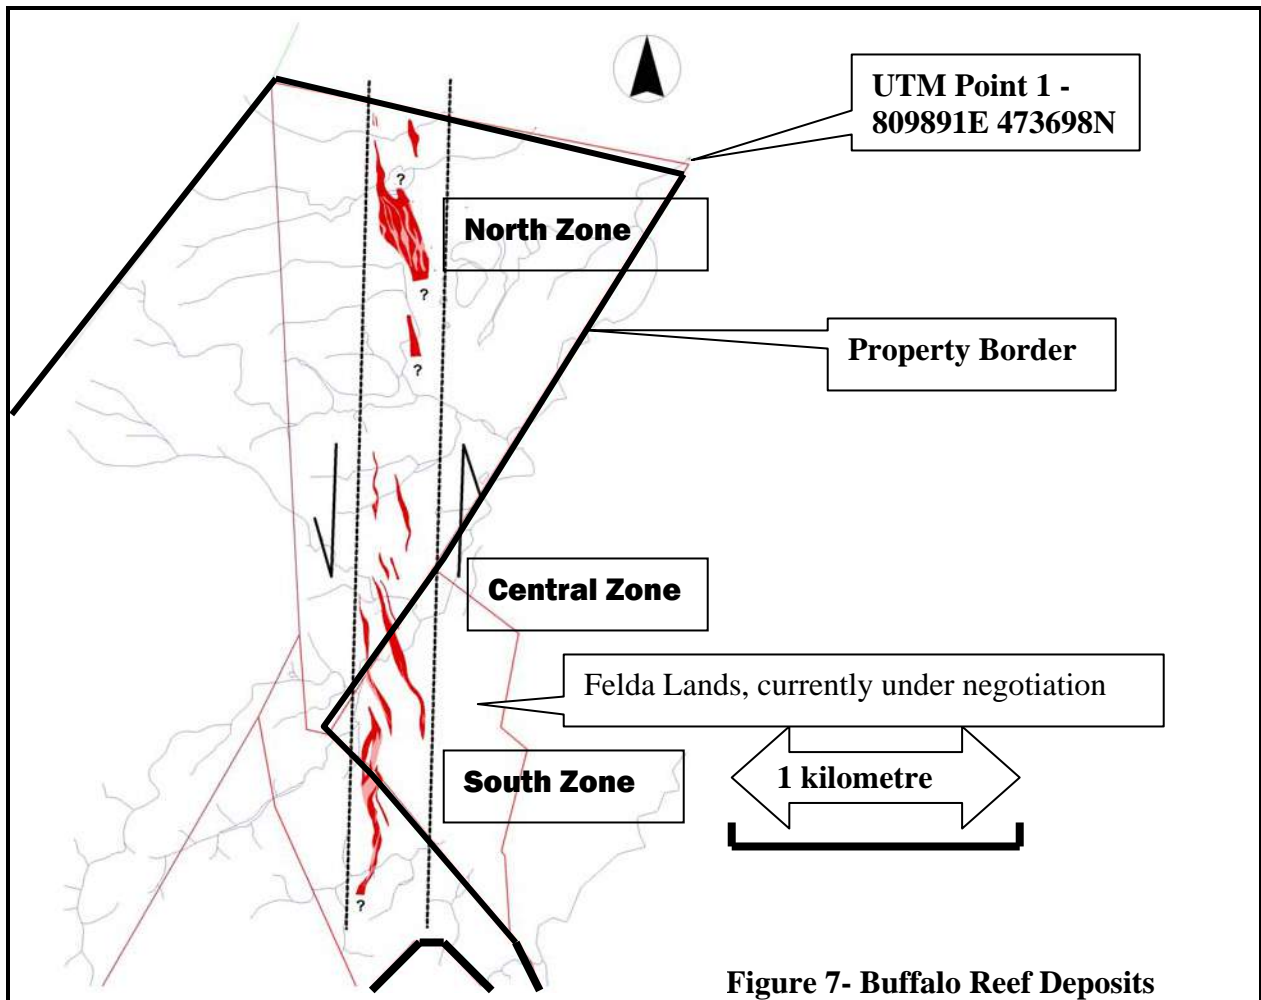 UTM Point 1 -
809891E 473698N
?
North Zone
?
Property Border
?
Central Zone
Felda Lands, currently under negotiation
South Zone
1 kilometre
?
Figure 7- Buffalo Reef Deposits